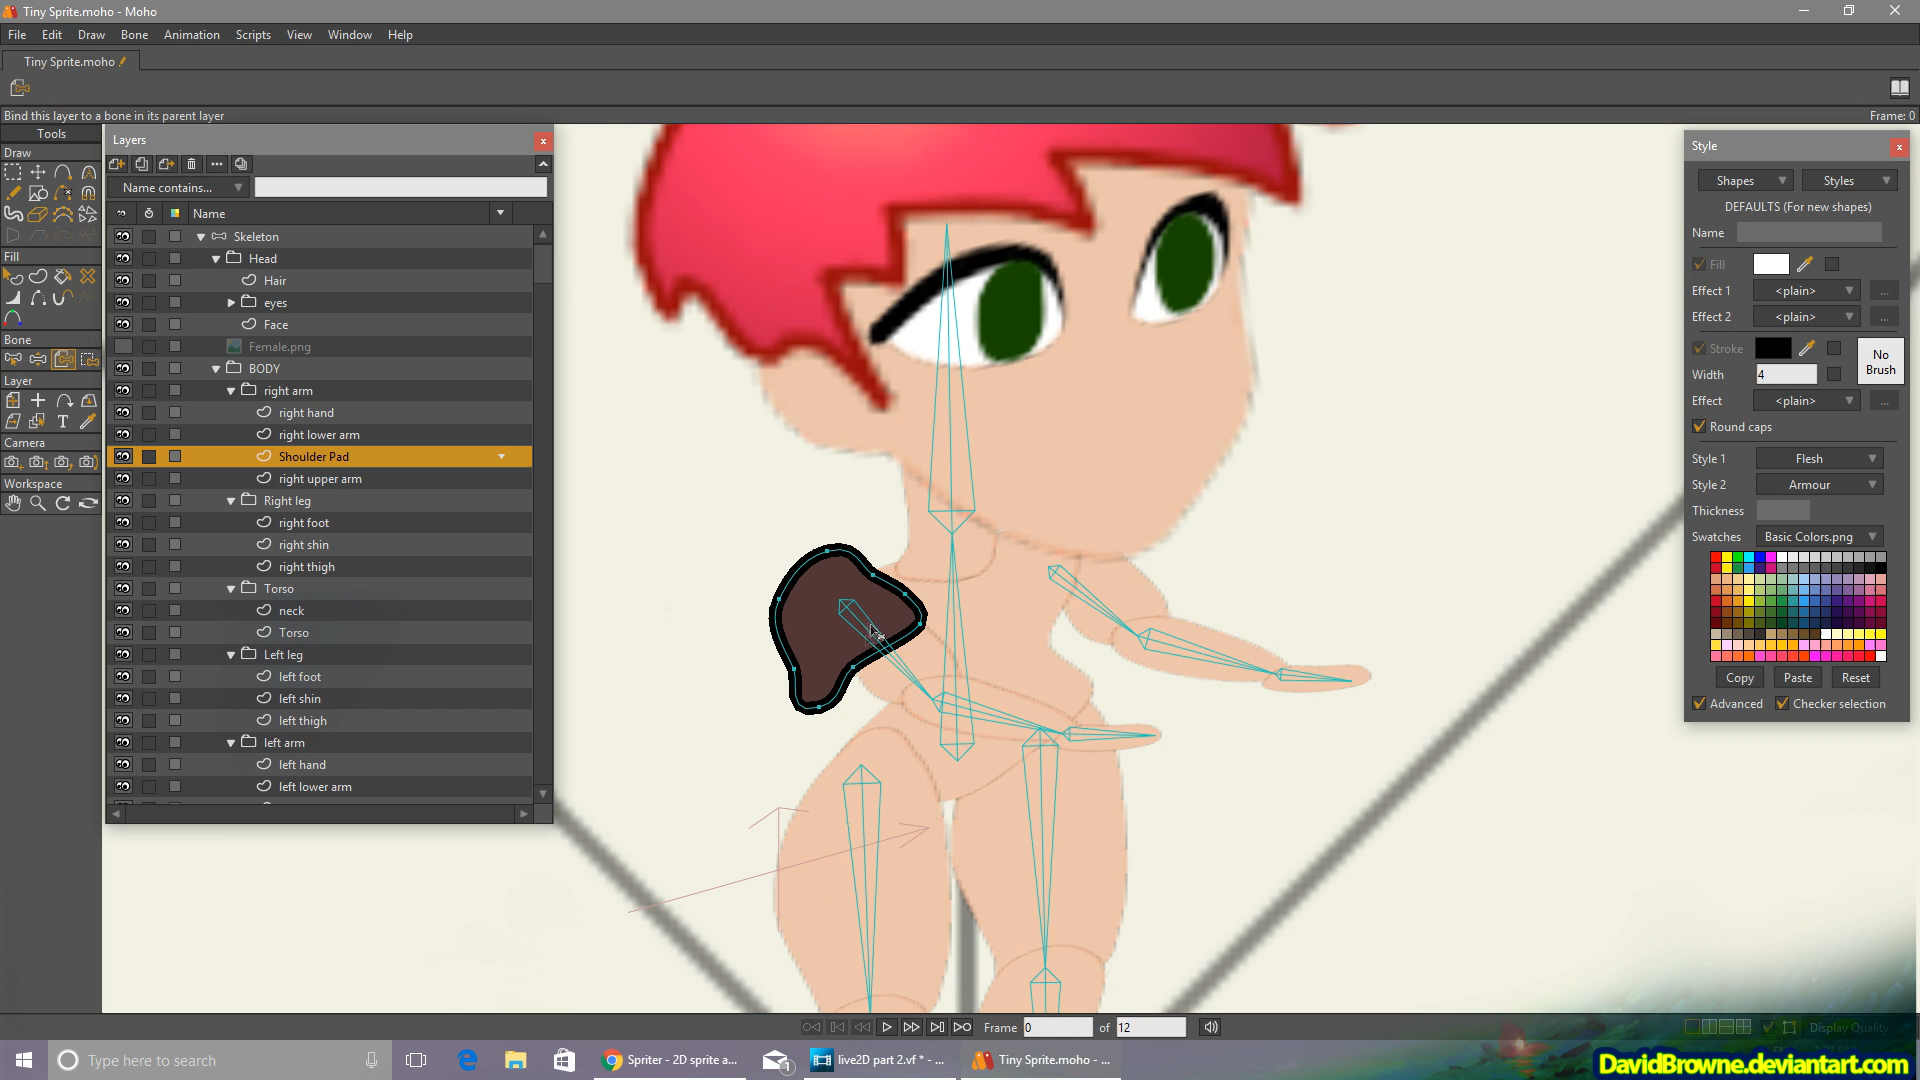 Tiny Sprite.moho - Moho
File Edit Draw Bone Animation Scripts View Window Help
Tiny Sprite.moho
Bind this layer to a bone in its parent layer
Frame: 0
Tools
Draw
Fill
Bone
Layer
Camera
Workspace
Layers
Name contains...
Name
Skeleton
Head
Hair
eyes
Face
Female.png
BODY
right arm
right hand
right lower arm
Shoulder Pad
right upper arm
Right leg
right foot
right shin
right thigh
Torso
neck
Torso
Left leg
left foot
left shin
left thigh
left arm
left hand
left lower arm
Style
Shapes Styles
DEFAULTS (For new shapes)
Name
Fill
Effect 1 <plain> ...
Effect 2 <plain> ...
Stroke
No Brush
Width 4
Effect <plain> ...
Round caps
Style 1 Flesh
Style 2 Armour
Thickness
Swatches Basic Colors.png
Copy Paste Reset
Advanced Checker selection
Frame 0 of 12
Display Quality
Type here to search
Spriter - 2D sprite a...
1
live2D part 2.vf * - ...
Tiny Sprite.moho - ...
DavidBrowne.deviantart.com